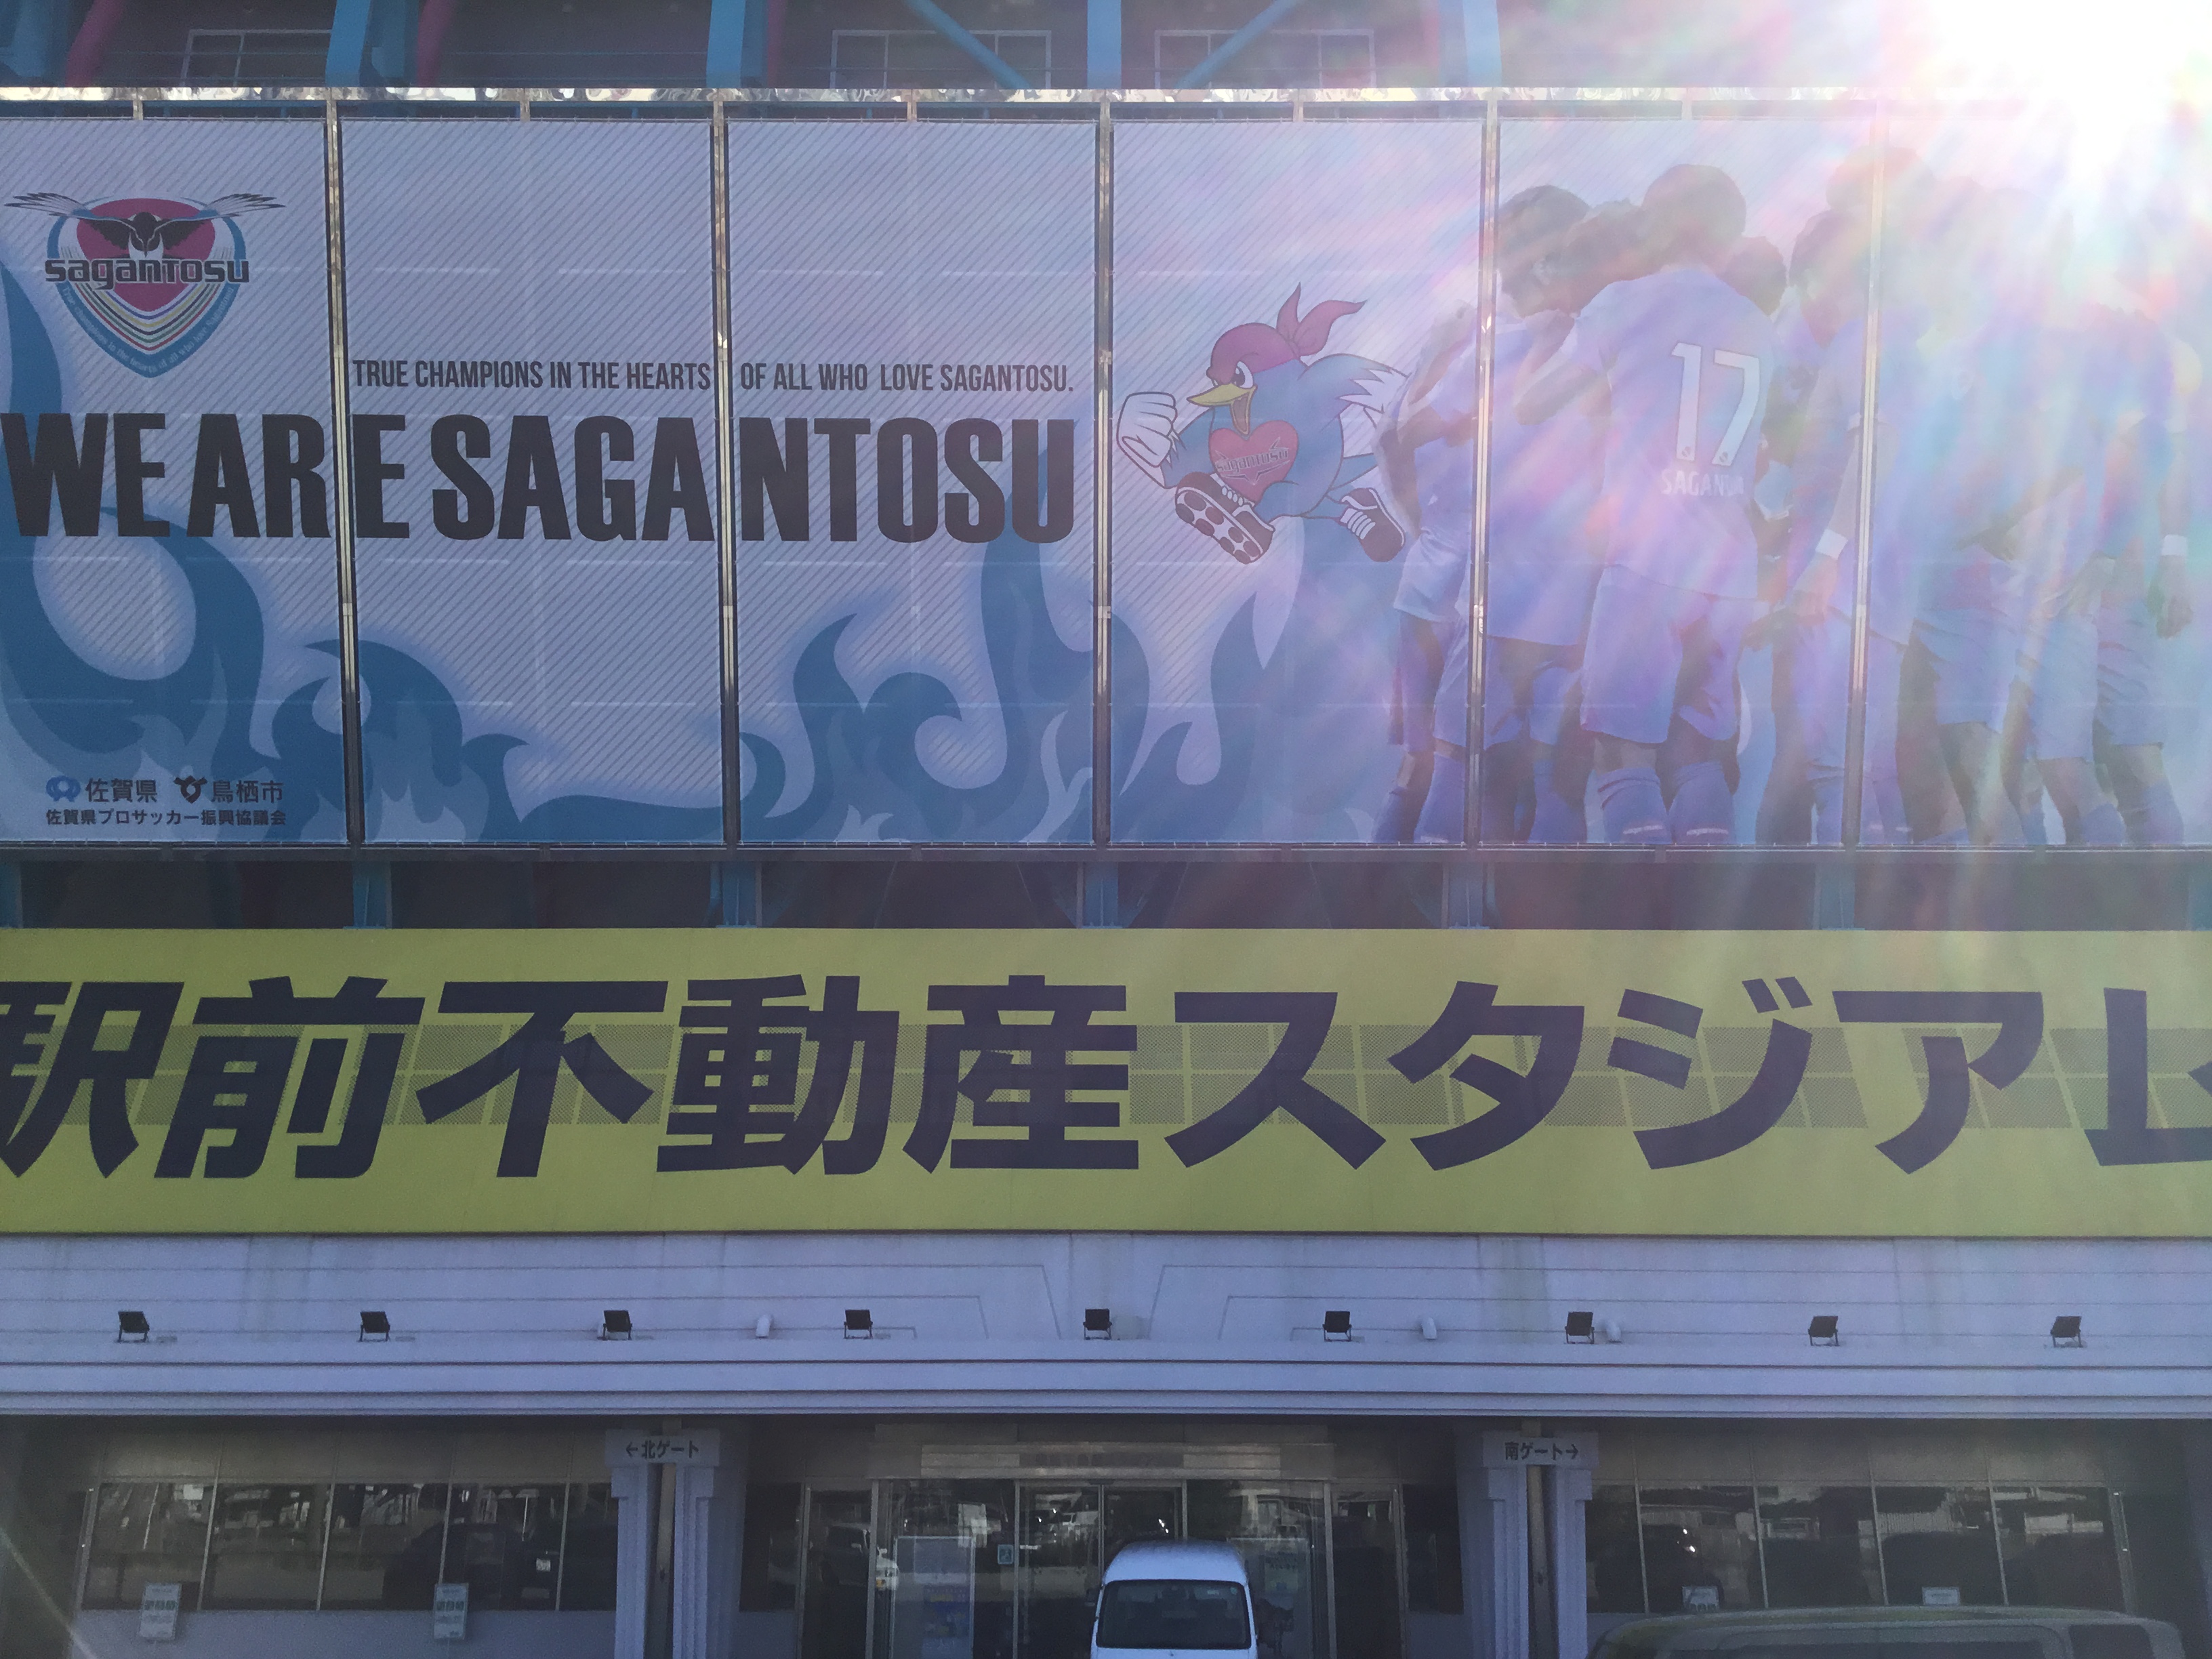 sagantosu
TRUE CHAMPIONS IN THE HEARTS OF ALL WHO LOVE SAGANTOSU.
WE ARE SAGANTOSU
sagantosu
17
佐賀県 鳥栖市
佐賀県プロサッカー振興協議会
駅前不動産スタジアム
←北ゲート
南ゲート→